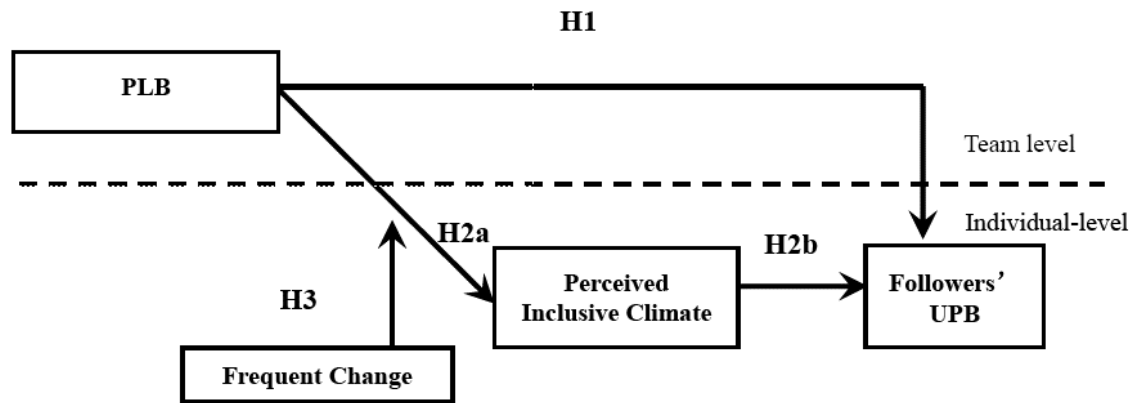 H1
PLB
Team level
Individual-level
H2a
H2b
Perceived
Inclusive Climate
Followers’
UPB
H3
Frequent Change